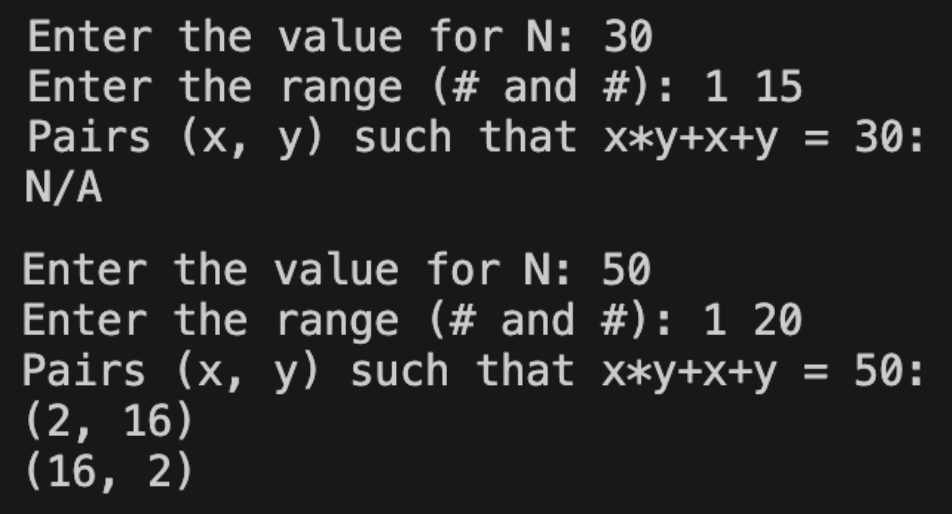 Enter the value for N: 30
Enter the range (# and #): 1 15
Pairs (x, y) such that x*y+x+y = 30:
N/A
Enter the value for N: 50
Enter the range (# and #): 1 20
Pairs (x, y) such that x*y+x+y = 50:
(2, 16)
(16, 2)